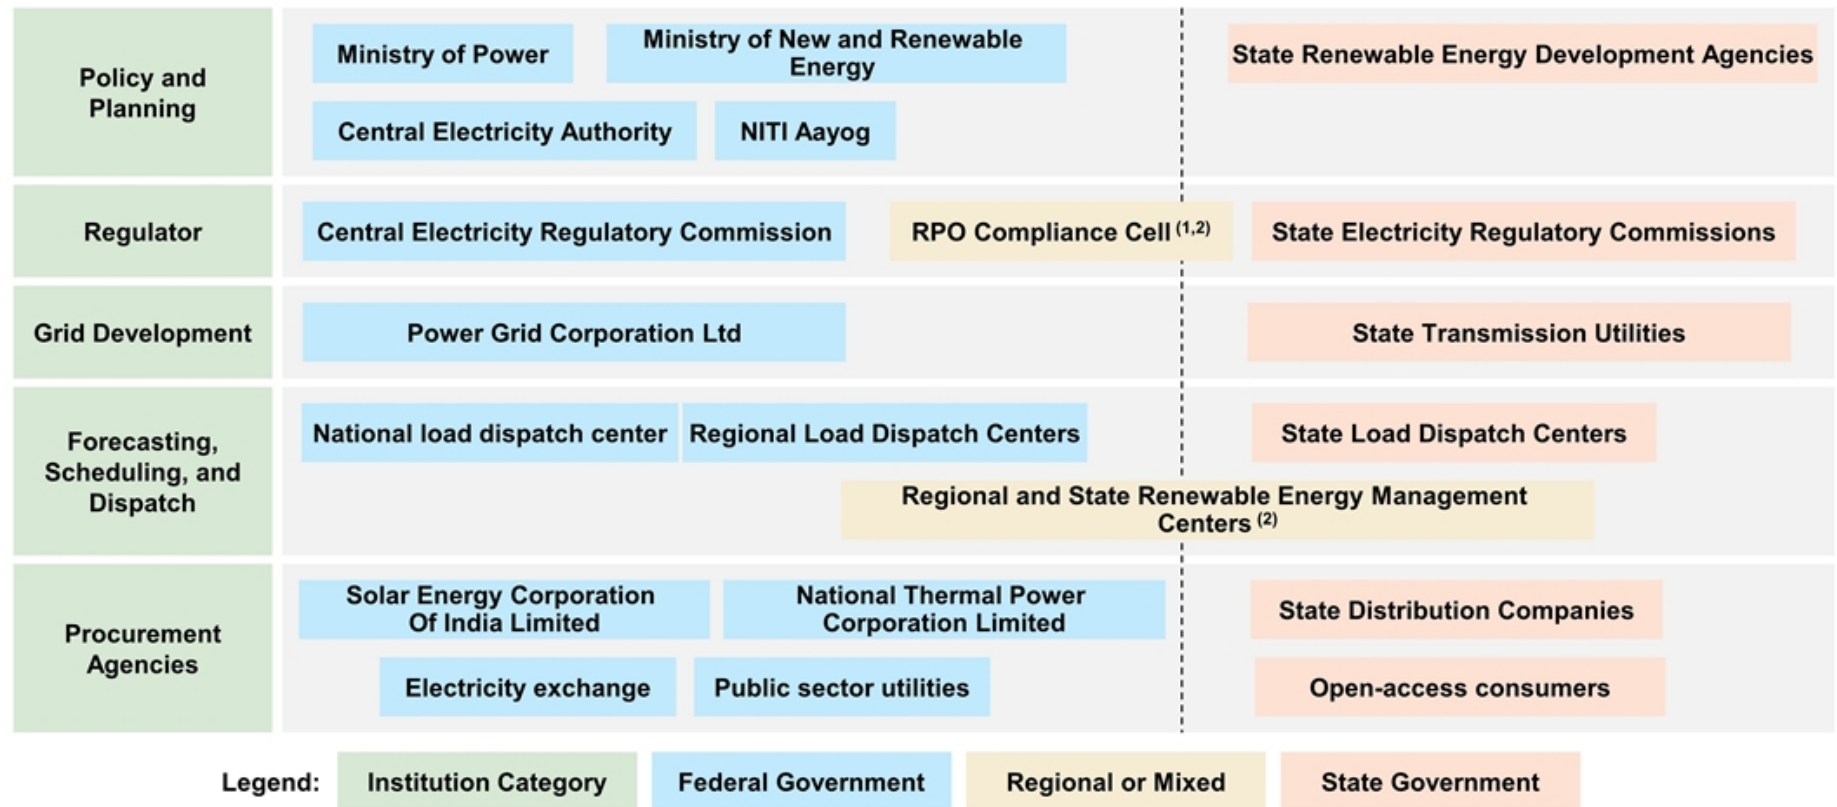 Policy and
Planning
Ministry of Power
Ministry of New and Renewable
Energy
State Renewable Energy Development Agencies
Central Electricity Authority
NITI Aayog
Regulator
Central Electricity Regulatory Commission
RPO Compliance Cell (1,2)
State Electricity Regulatory Commissions
Grid Development
Power Grid Corporation Ltd
State Transmission Utilities
Forecasting,
Scheduling, and
Dispatch
National load dispatch center
Regional Load Dispatch Centers
State Load Dispatch Centers
Regional and State Renewable Energy Management
Centers (2)
Procurement
Agencies
Solar Energy Corporation
Of India Limited
National Thermal Power
Corporation Limited
State Distribution Companies
Electricity exchange
Public sector utilities
Open-access consumers
Legend:
Institution Category
Federal Government
Regional or Mixed
State Government